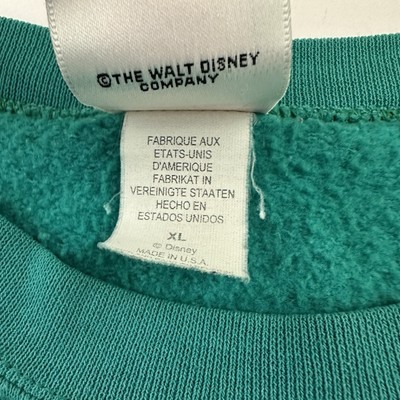 ©THE WALT DISNEY
COMPANY
FABRIQUE AUX
ETATS-UNIS
D'AMERIQUE
FABRIKAT IN
VEREINIGTE STAATEN
HECHO EN
ESTADOS UNIDOS
XL
© Disney
MADE IN U.S.A.